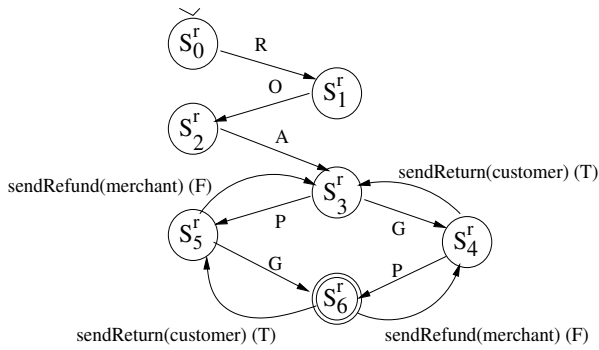 S0r
R
S1r
O
S2r
A
sendReturn(customer) (T)
sendRefund(merchant) (F)
S3r
P
G
S5r
S4r
G
P
S6r
sendReturn(customer) (T)
sendRefund(merchant) (F)